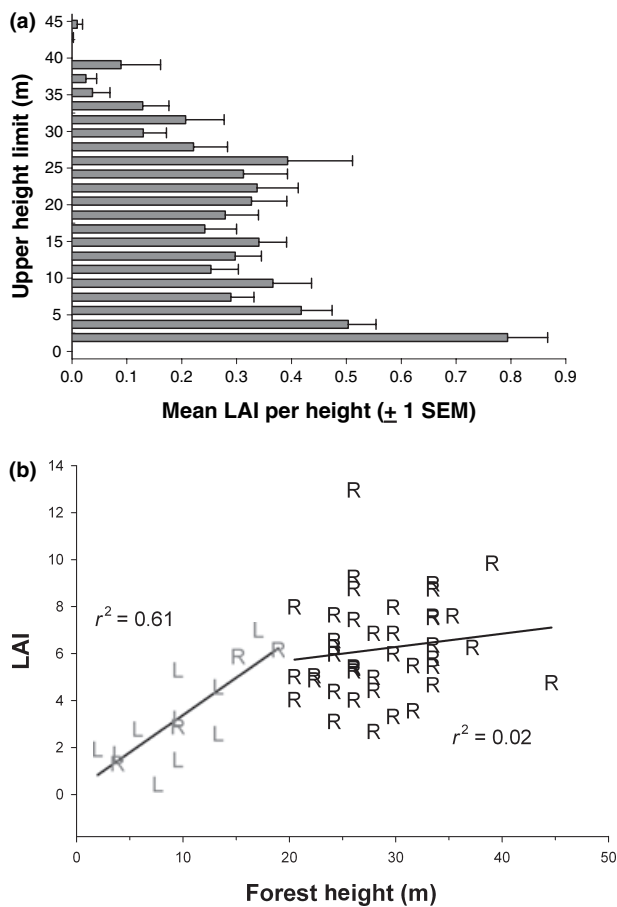 (a)
45
40
35
30
25
20
15
10
5
0
Upper height limit (m)
0.0 0.1 0.2 0.3 0.4 0.5 0.6 0.7 0.8 0.9
Mean LAI per height (± 1 SEM)
(b)
14
12
10
8
6
4
2
0
LAI
r² = 0.61
r² = 0.02
0 10 20 30 40 50
Forest height (m)